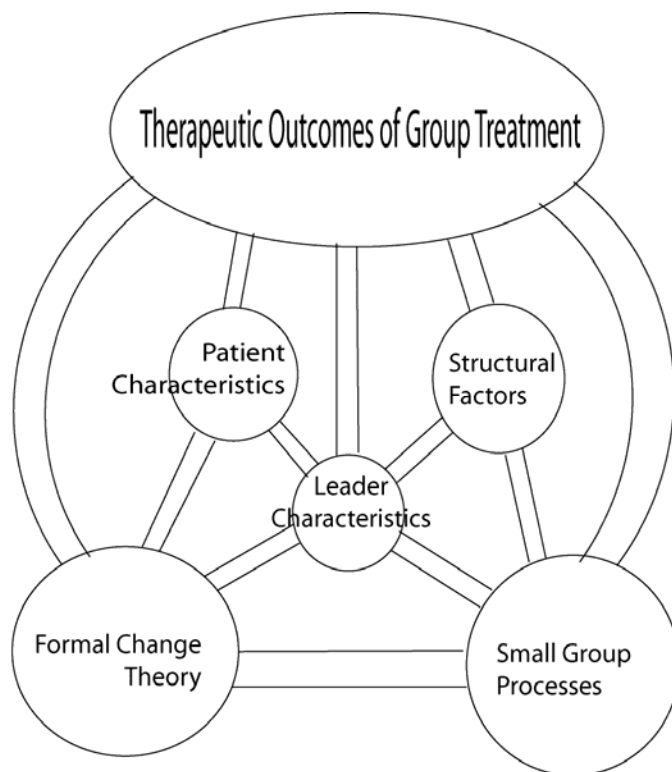 Therapeutic Outcomes of Group Treatment
Patient
Characteristics
Structural
Factors
Leader
Characteristics
Formal Change
Theory
Small Group
Processes